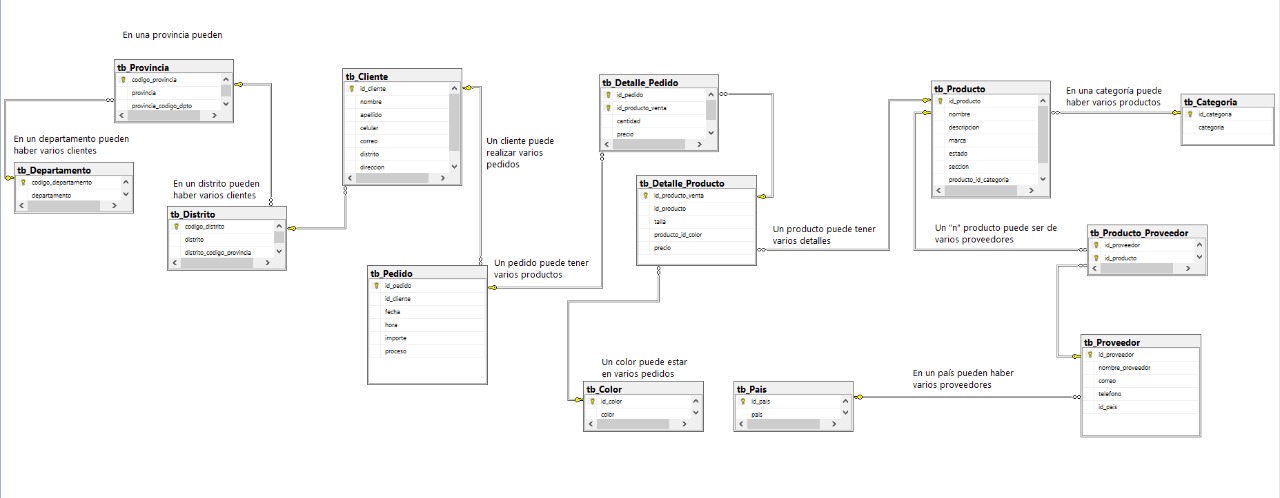 En una provincia pueden
tb_Provincia
codigo_provincia
provincia
provincia_codigo_dpto
En un departamento pueden
haber varios clientes
tb_Departamento
codigo_departamento
departamento
En un distrito pueden
haber varios clientes
tb_Distrito
codigo_distrito
distrito
distrito_codigo_provincia
tb_Cliente
id_cliente
nombre
apellido
celular
correo
distrito
direccion
Un cliente puede
realizar varios
pedidos
tb_Pedido
id_pedido
id_cliente
fecha
hora
importe
proceso
Un pedido puede tener
varios productos
tb_Detalle_Pedido
id_pedido
id_producto_venta
cantidad
precio
tb_Detalle_Producto
id_producto_venta
id_producto
talla
producto_id_color
precio
Un producto puede tener
varios detalles
Un color puede estar
en varios pedidos
tb_Color
id_color
color
tb_Pais
id_pais
pais
En un país pueden haber
varios proveedores
tb_Producto
id_producto
nombre
descripcion
marca
estado
seccion
producto_id_categoria
En una categoría puede
haber varios productos
tb_Categoria
id_categoria
categoria
Un "n" producto puede ser de
varios proveedores
tb_Producto_Proveedor
id_proveedor
id_producto
tb_Proveedor
id_proveedor
nombre_proveedor
correo
telefono
id_pais